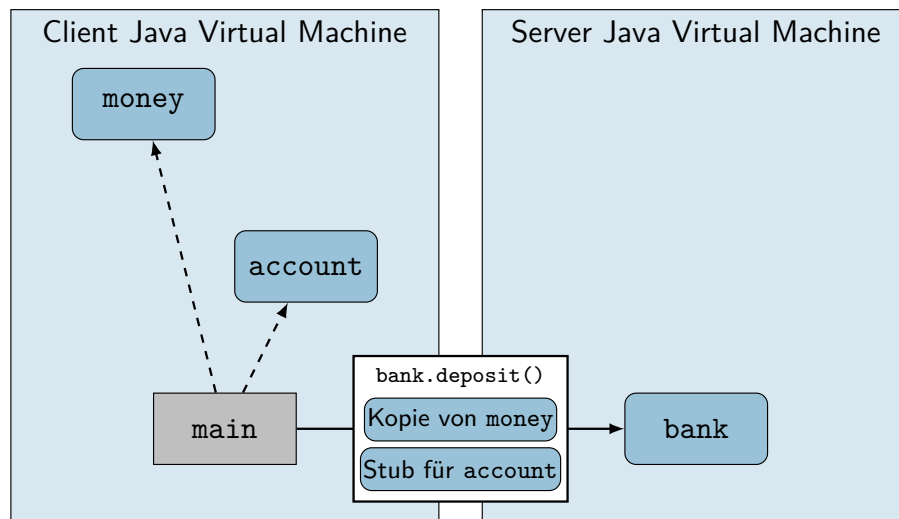 Client Java Virtual Machine
Server Java Virtual Machine
money
account
bank.deposit()
Kopie von money
Stub für account
main
bank